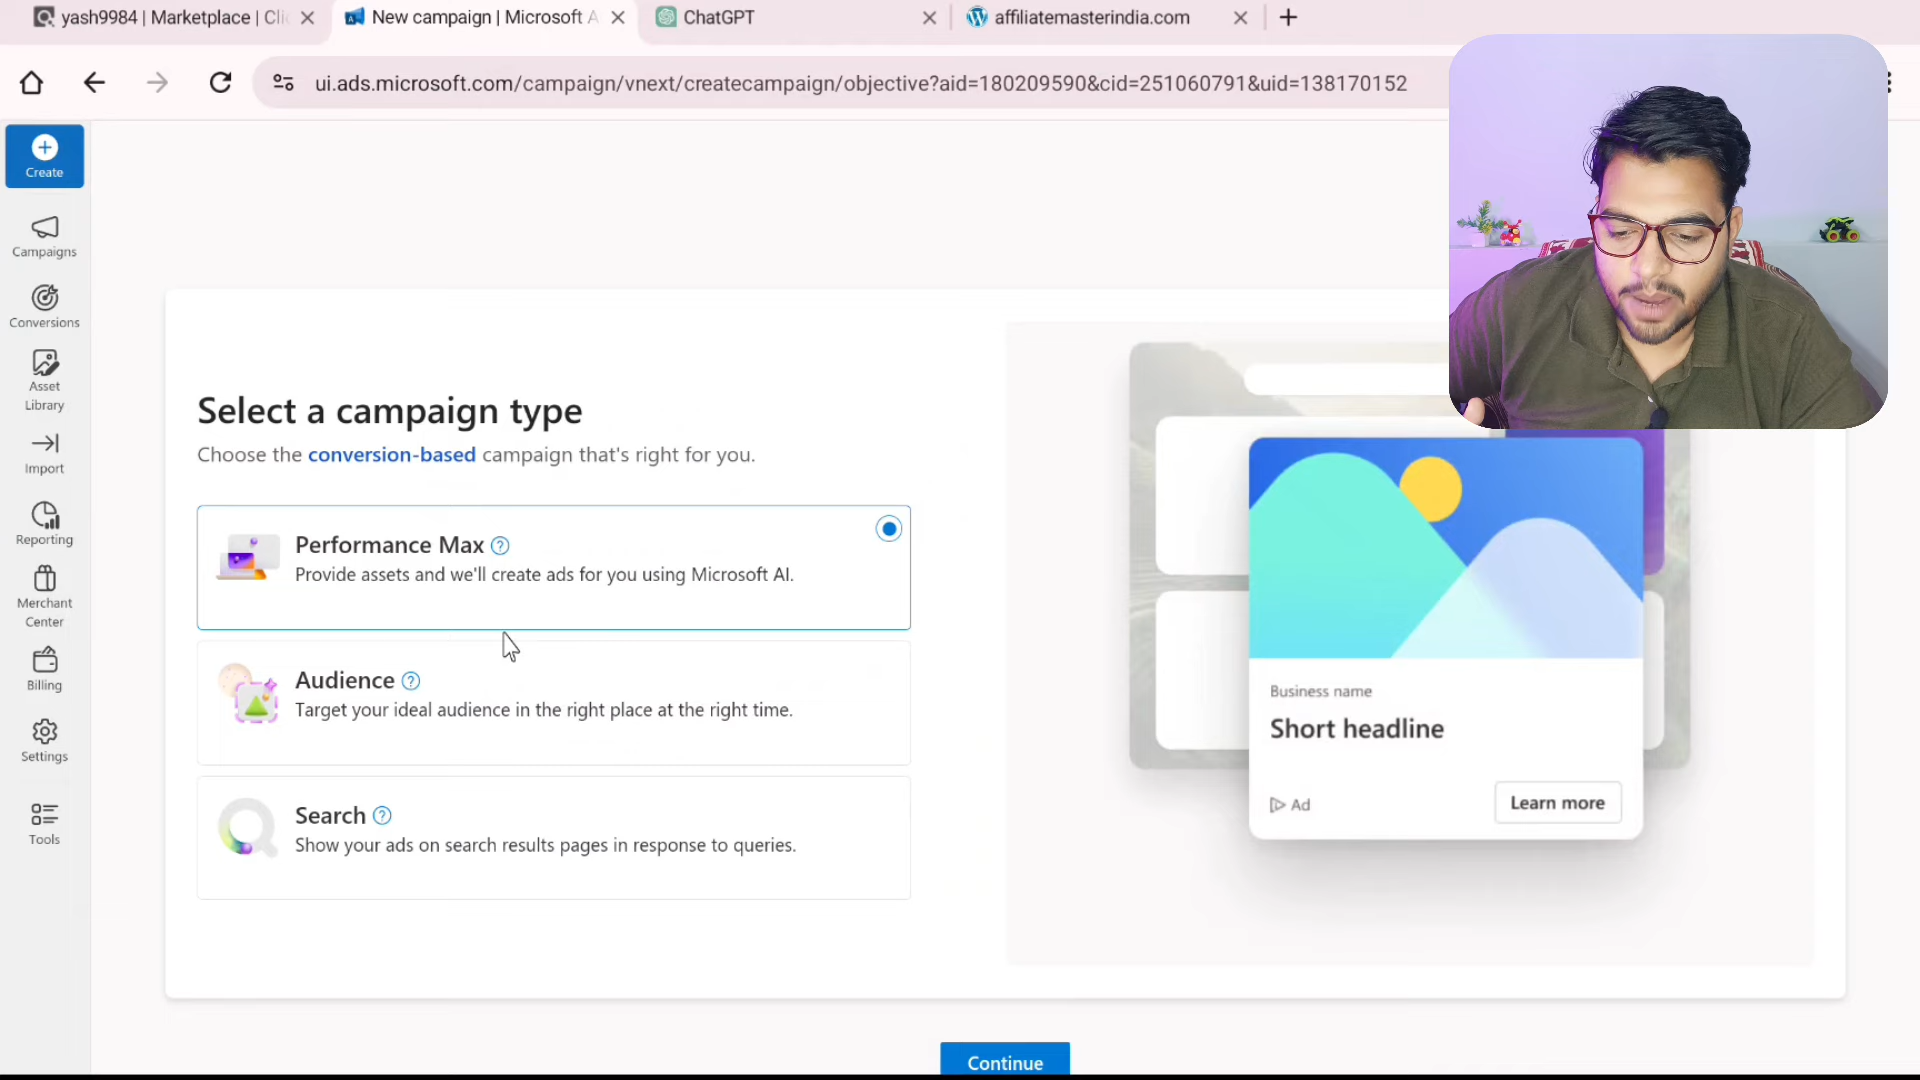 yash9984 | Marketplace | Cli
New campaign | Microsoft A
ChatGPT
affiliatemasterindia.com
ui.ads.microsoft.com/campaign/vnext/createcampaign/objective?aid=180209590&cid=251060791&uid=138170152
Create
Campaigns
Conversions
Asset
Library
Import
Reporting
Merchant
Center
Billing
Settings
Tools
Select a campaign type
Choose the conversion-based campaign that's right for you.
Performance Max
Provide assets and we'll create ads for you using Microsoft AI.
Audience
Target your ideal audience in the right place at the right time.
Search
Show your ads on search results pages in response to queries.
Business name
Short headline
Ad
Learn more
Continue